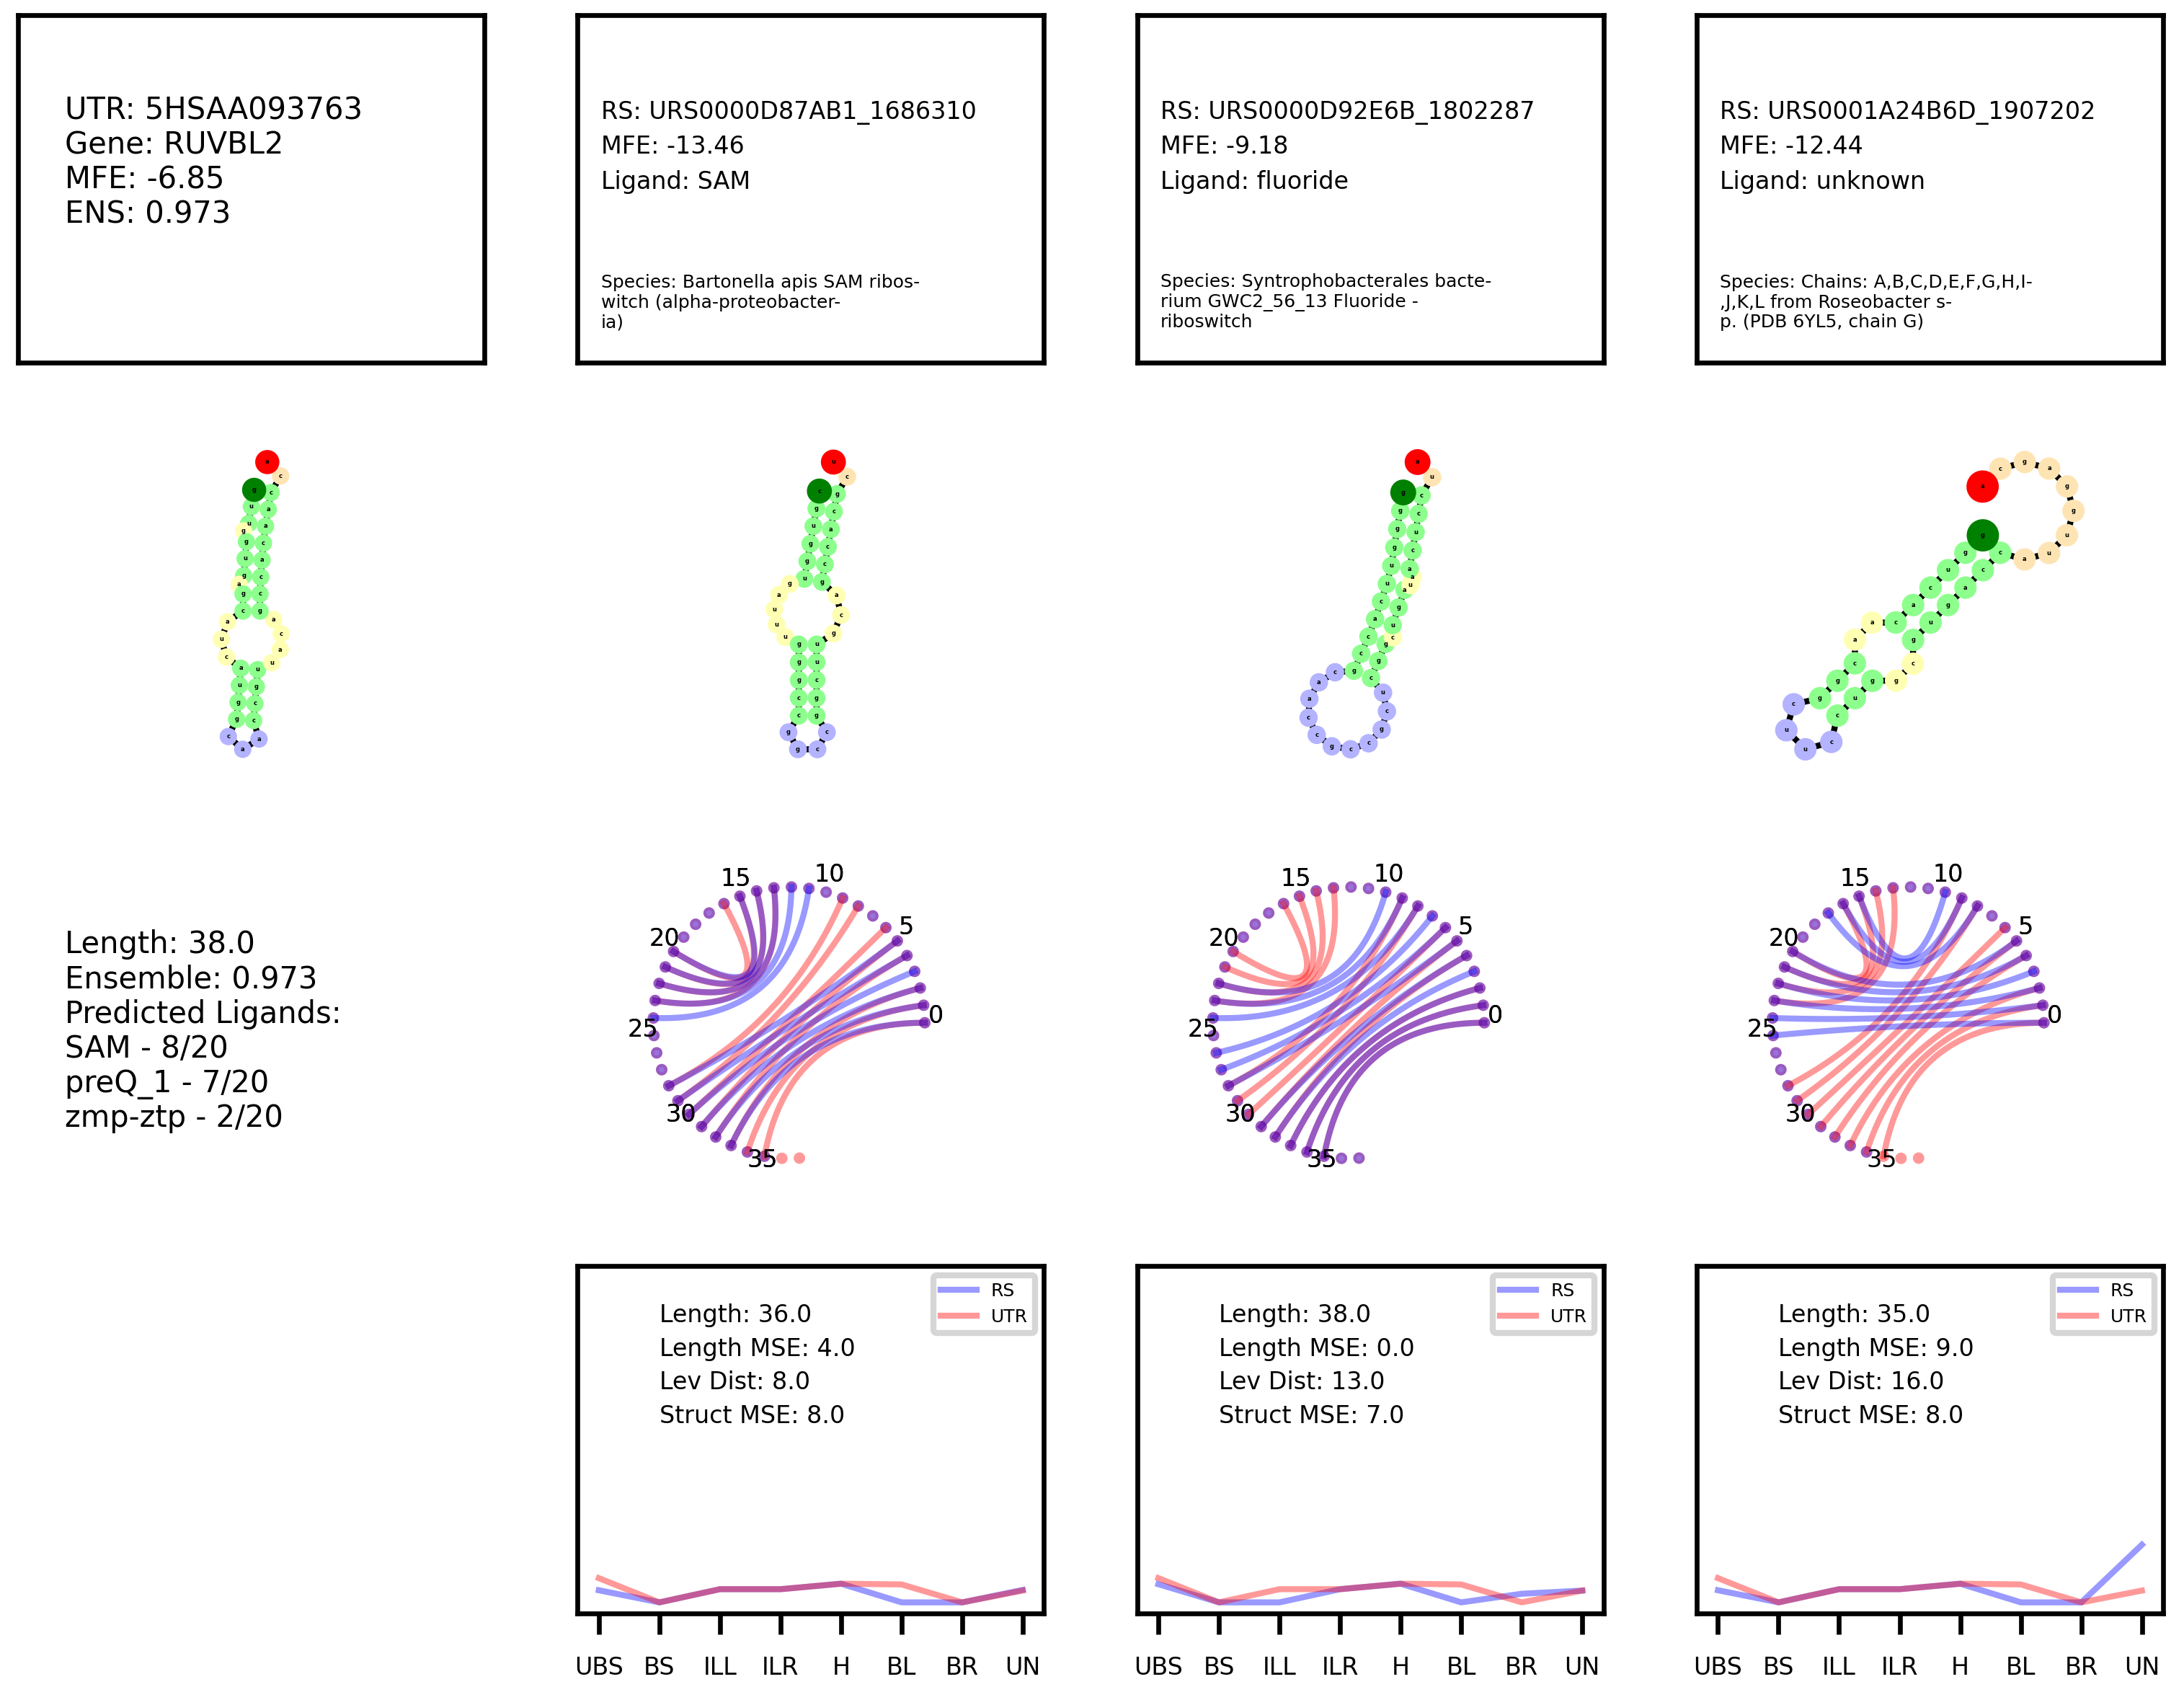 UTR: 5HSAA093763
Gene: RUVBL2
MFE: -6.85
ENS: 0.973
RS: URS0000D87AB1_1686310
MFE: -13.46
Ligand: SAM
Species: Bartonella apis SAM ribos-
witch (alpha-proteobacter-
ia)
RS: URS0000D92E6B_1802287
MFE: -9.18
Ligand: fluoride
Species: Syntrophobacterales bacte-
rium GWC2_56_13 Fluoride -
riboswitch
RS: URS0001A24B6D_1907202
MFE: -12.44
Ligand: unknown
Species: Chains: A,B,C,D,E,F,G,H,I-
,J,K,L from Roseobacter s-
p. (PDB 6YL5, chain G)
Length: 38.0
Ensemble: 0.973
Predicted Ligands:
SAM - 8/20
preQ_1 - 7/20
zmp-ztp - 2/20
0
5
10
15
20
25
30
35
0
5
10
15
20
25
30
35
0
5
10
15
20
25
30
35
Length: 36.0
Length MSE: 4.0
Lev Dist: 8.0
Struct MSE: 8.0
RS
UTR
UBS BS ILL ILR H BL BR UN
Length: 38.0
Length MSE: 0.0
Lev Dist: 13.0
Struct MSE: 7.0
RS
UTR
UBS BS ILL ILR H BL BR UN
Length: 35.0
Length MSE: 9.0
Lev Dist: 16.0
Struct MSE: 8.0
RS
UTR
UBS BS ILL ILR H BL BR UN